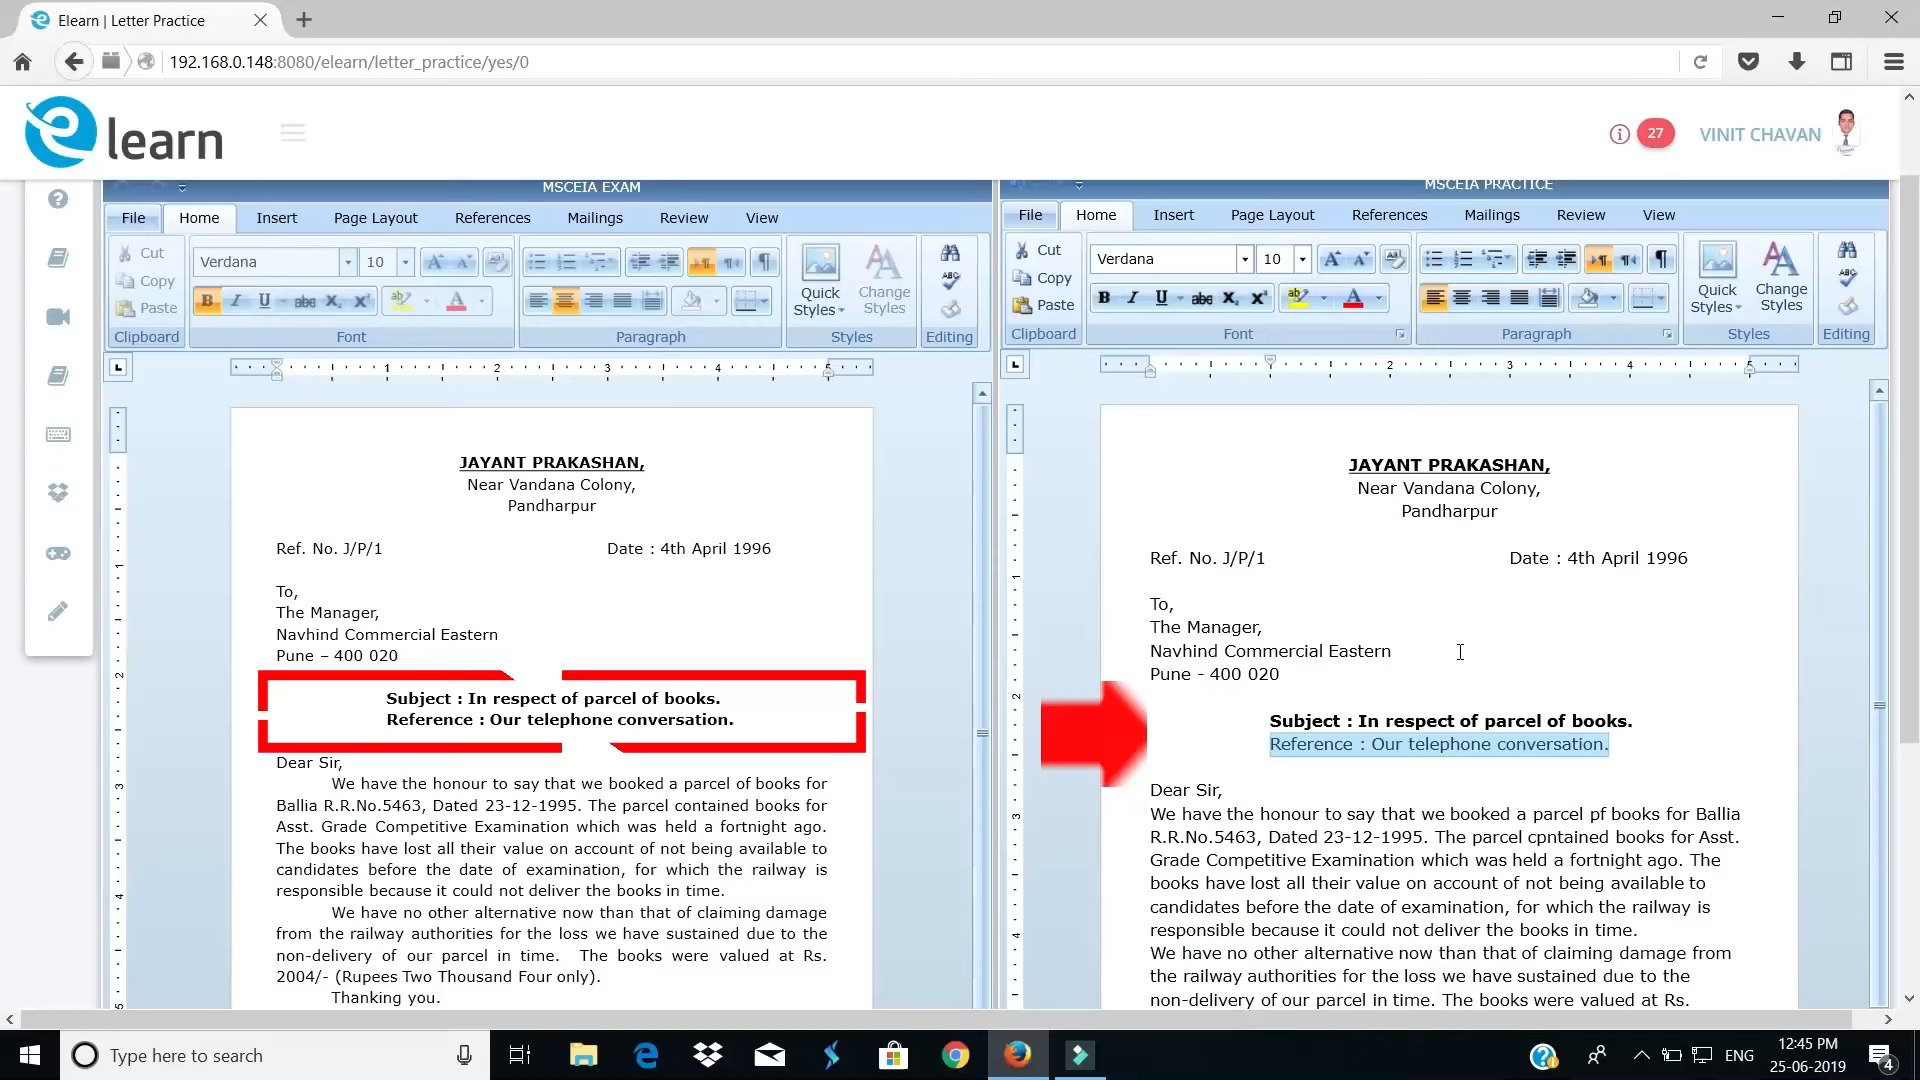 Elearn | Letter Practice
192.168.0.148:8080/elearn/letter_practice/yes/0
e learn
27
VINIT CHAVAN
MSCEIA EXAM
File Home Insert Page Layout References Mailings Review View
Cut
Copy
Paste
Clipboard
Verdana 10
Font
Paragraph
Quick Styles
Change Styles
Styles
Editing
1 2 3 4 5
JAYANT PRAKASHAN,
Near Vandana Colony,
Pandharpur
Ref. No. J/P/1 Date : 4th April 1996
To,
The Manager,
Navhind Commercial Eastern
Pune – 400 020
Subject : In respect of parcel of books.
Reference : Our telephone conversation.
Dear Sir,
We have the honour to say that we booked a parcel of books for
Ballia R.R.No.5463, Dated 23-12-1995. The parcel contained books for
Asst. Grade Competitive Examination which was held a fortnight ago.
The books have lost all their value on account of not being available to
candidates before the date of examination, for which the railway is
responsible because it could not deliver the books in time.
We have no other alternative now than that of claiming damage
from the railway authorities for the loss we have sustained due to the
non-delivery of our parcel in time. The books were valued at Rs.
2004/- (Rupees Two Thousand Four only).
Thanking you.
MSCEIA PRACTICE
File Home Insert Page Layout References Mailings Review View
Cut
Copy
Paste
Clipboard
Verdana 10
Font
Paragraph
Quick Styles
Change Styles
Styles
Editing
2 3 4 5
JAYANT PRAKASHAN,
Near Vandana Colony,
Pandharpur
Ref. No. J/P/1 Date : 4th April 1996
To,
The Manager,
Navhind Commercial Eastern
Pune - 400 020
Subject : In respect of parcel of books.
Reference : Our telephone conversation.
Dear Sir,
We have the honour to say that we booked a parcel pf books for Ballia
R.R.No.5463, Dated 23-12-1995. The parcel cpntained books for Asst.
Grade Competitive Examination which was held a fortnight ago. The
books have lost all their value on account of not being available to
candidates before the date of examination, for which the railway is
responsible because it could not deliver the books in time.
We have no other alternative now than that of claiming damage from
the railway authorities for the loss we have sustained due to the
non-delivery of our parcel in time. The books were valued at Rs.
Type here to search
ENG
12:45 PM
25-06-2019
4